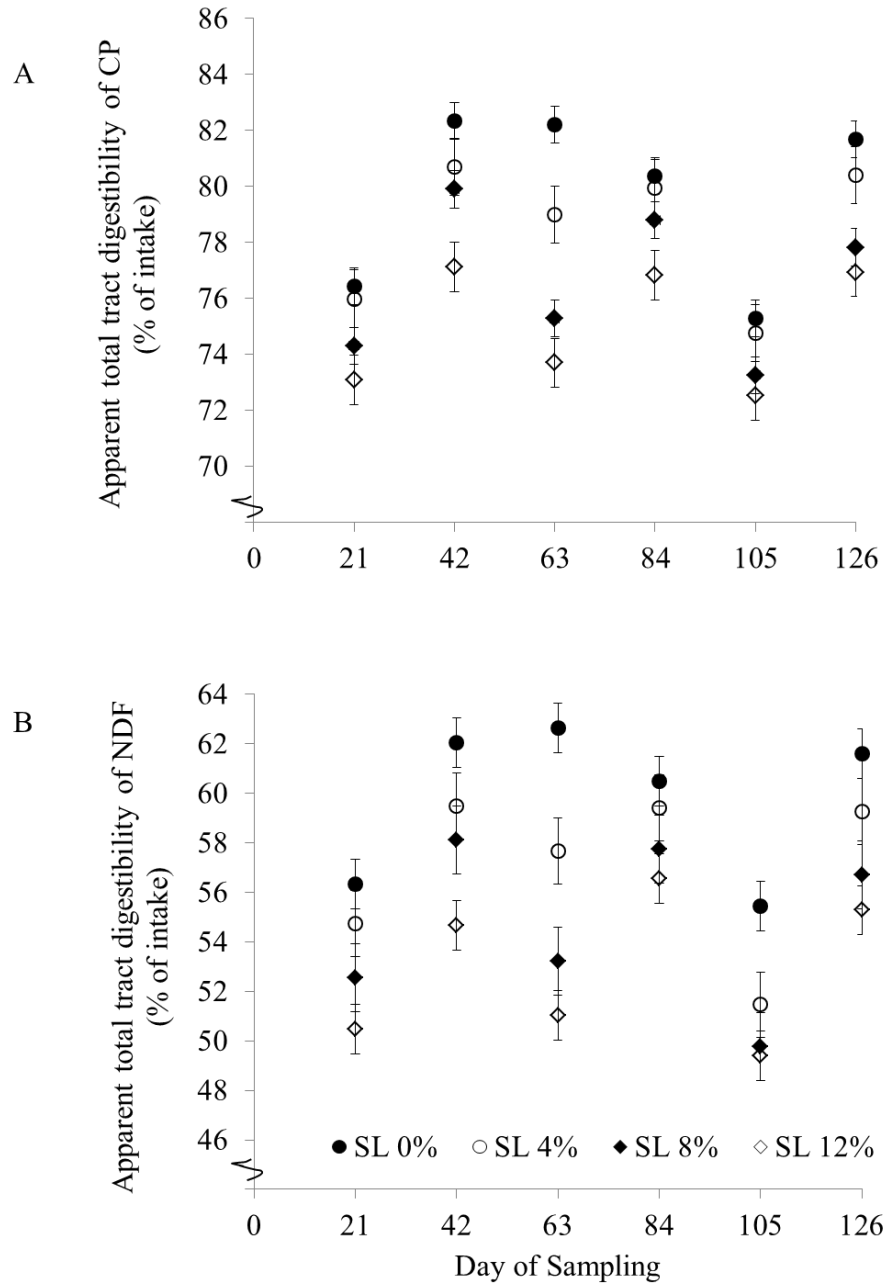 A
Apparent total tract digestibility of CP
(% of intake)
86
84
82
80
78
76
74
72
70
0 21 42 63 84 105 126
B
Apparent total tract digestibility of NDF
(% of intake)
64
62
60
58
56
54
52
50
48
46
SL 0% SL 4% SL 8% SL 12%
0 21 42 63 84 105 126
Day of Sampling